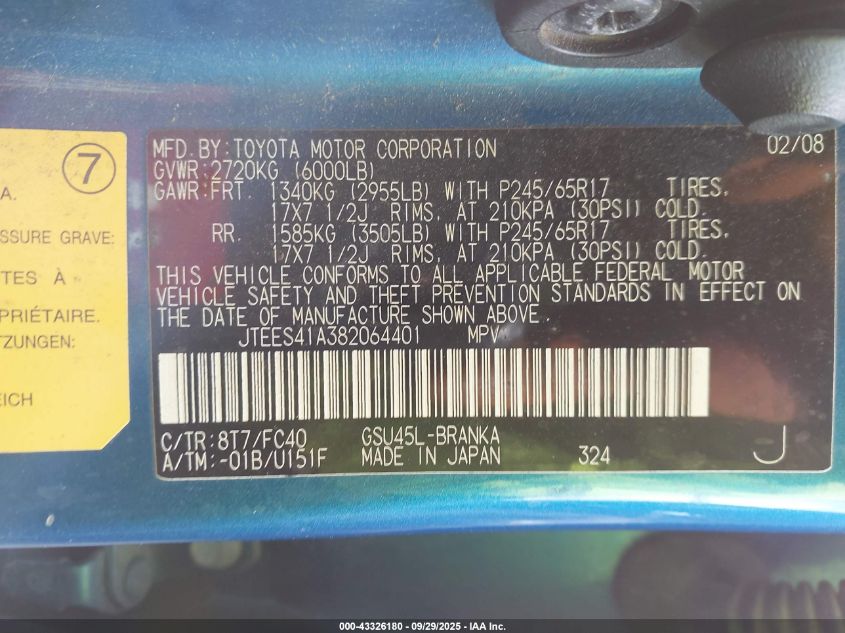 7
A.
SSURE GRAVE:
TES À
PRIÉTAIRE.
TZUNGEN:
EICH
MFD. BY: TOYOTA MOTOR CORPORATION 02/08
GVWR: 2720KG (6000LB)
GAWR: FRT. 1340KG (2955LB) WITH P245/65R17 TIRES.
17X7 1/2J RIMS, AT 210KPA (30PSI) COLD.
RR. 1585KG (3505LB) WITH P245/65R17 TIRES.
17X7 1/2J RIMS, AT 210KPA (30PSI) COLD.
THIS VEHICLE CONFORMS TO ALL APPLICABLE FEDERAL MOTOR
VEHICLE SAFETY AND THEFT PREVENTION STANDARDS IN EFFECT ON
THE DATE OF MANUFACTURE SHOWN ABOVE.
JTEES41A382064401 MPV
C/TR: 8T7/FC40 GSU45L-BRANKA
A/TM: -01B/U151F MADE IN JAPAN 324 J
000-43326180 - 09/29/2025 - IAA Inc.